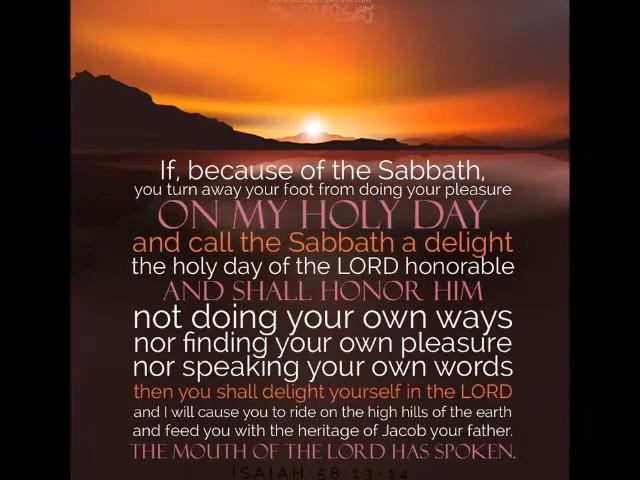 If, because of the Sabbath,
you turn away your foot from doing your pleasure
ON MY HOLY DAY
and call the Sabbath a delight
the holy day of the LORD honorable
AND SHALL HONOR HIM
not doing your own ways
nor finding your own pleasure
nor speaking your own words
then you shall delight yourself in the LORD
and I will cause you to ride on the high hills of the earth
and feed you with the heritage of Jacob your father.
THE MOUTH OF THE LORD HAS SPOKEN.
ISAIAH 58:13-14